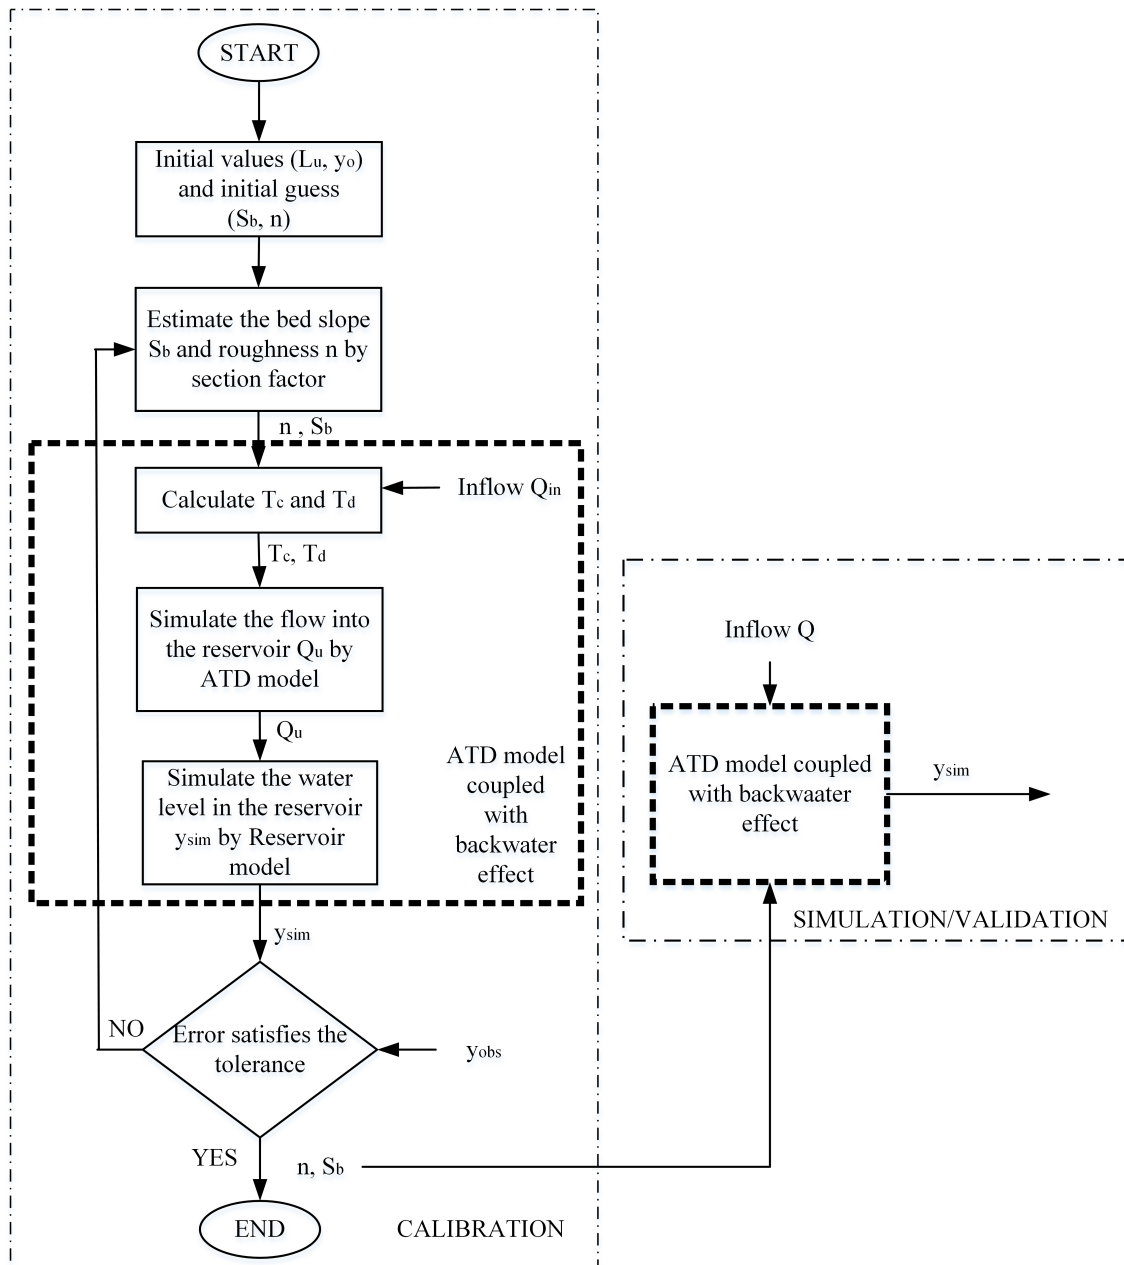 START
Initial values (Lu, yo)
and initial guess
(Sb, n)
Estimate the bed slope
Sb and roughness n by
section factor
n , Sb
Calculate Tc and Td
Inflow Qin
Tc, Td
Simulate the flow into
the reservoir Qu by
ATD model
Qu
Simulate the water
level in the reservoir
ysim by Reservoir
model
ATD model
coupled
with
backwater
effect
ysim
Error satisfies the
tolerance
NO
yobs
YES
n, Sb
END
CALIBRATION
Inflow Q
ATD model coupled
with backwaater
effect
ysim
SIMULATION/VALIDATION